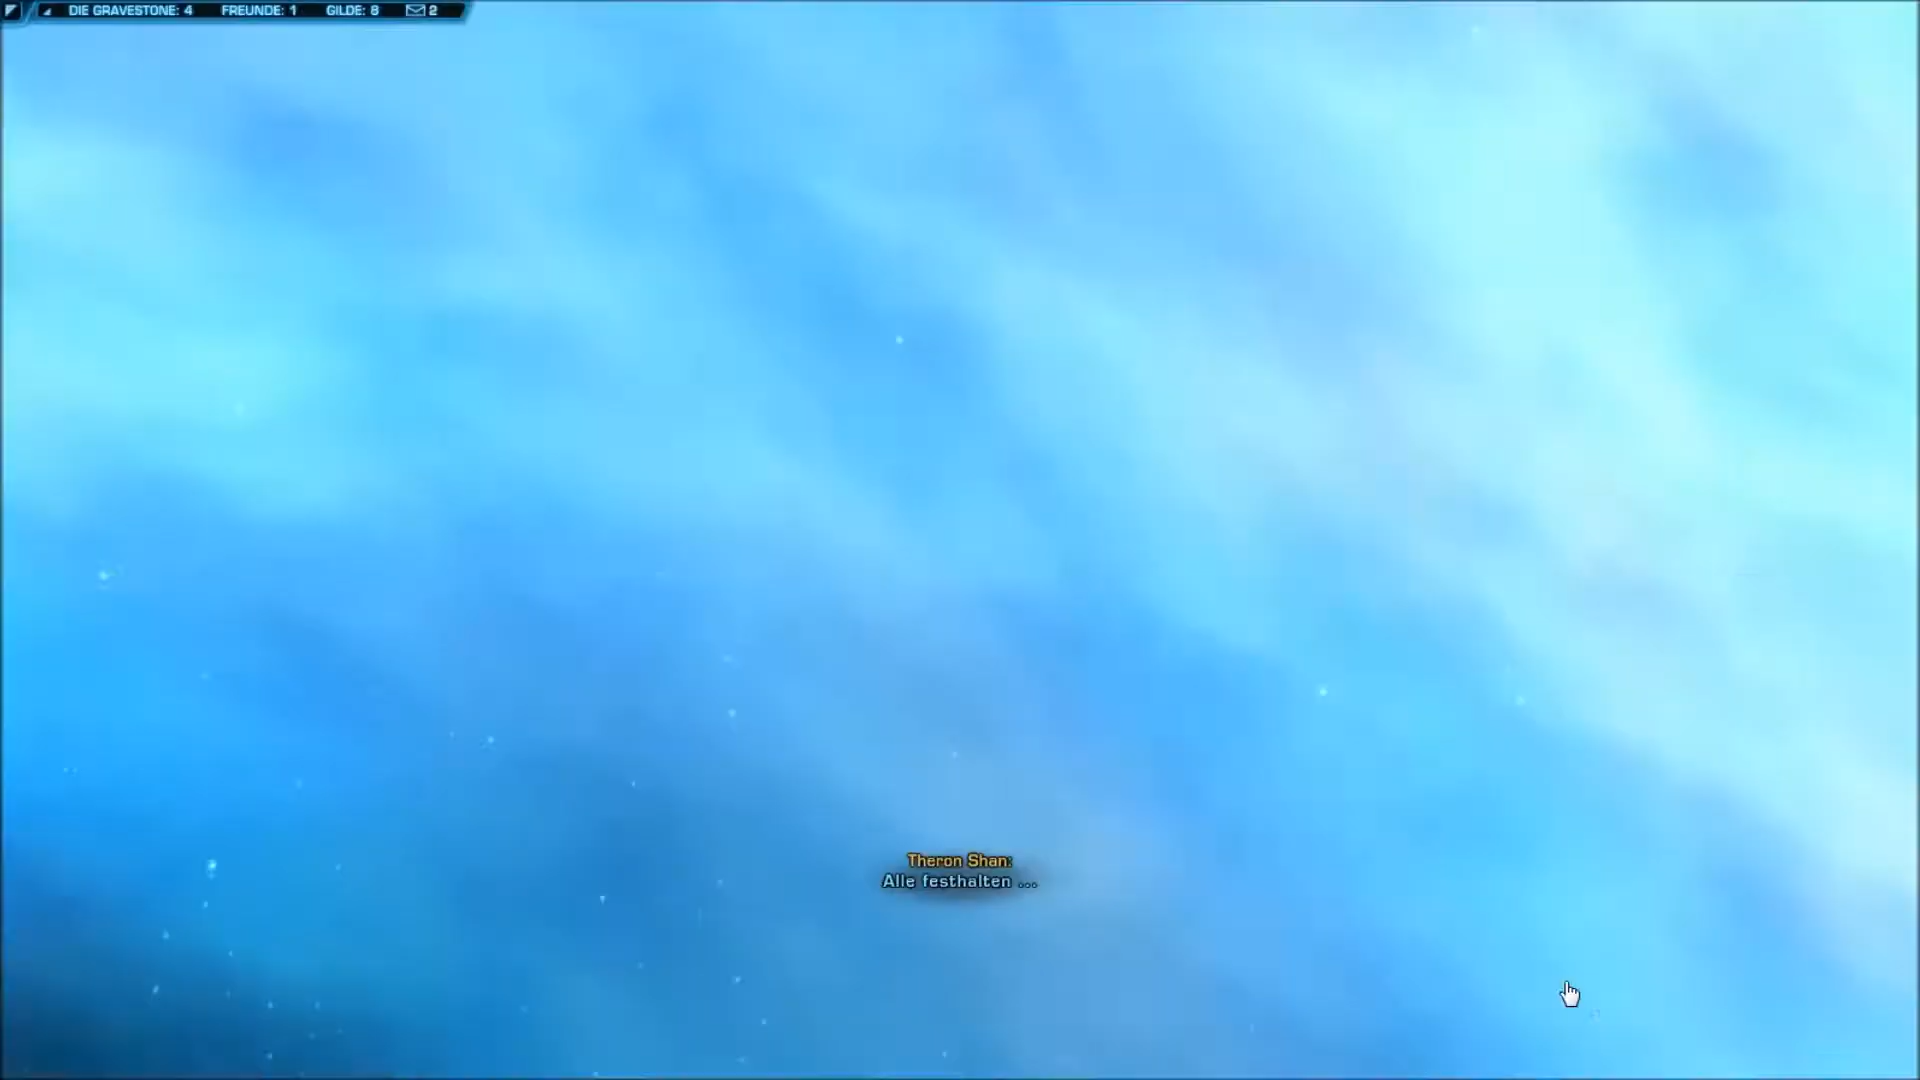 DIE GRAVESTONE: 4 FREUNDE: 1 GILDE: 8 2
Theron Shan:
Alle festhalten ...